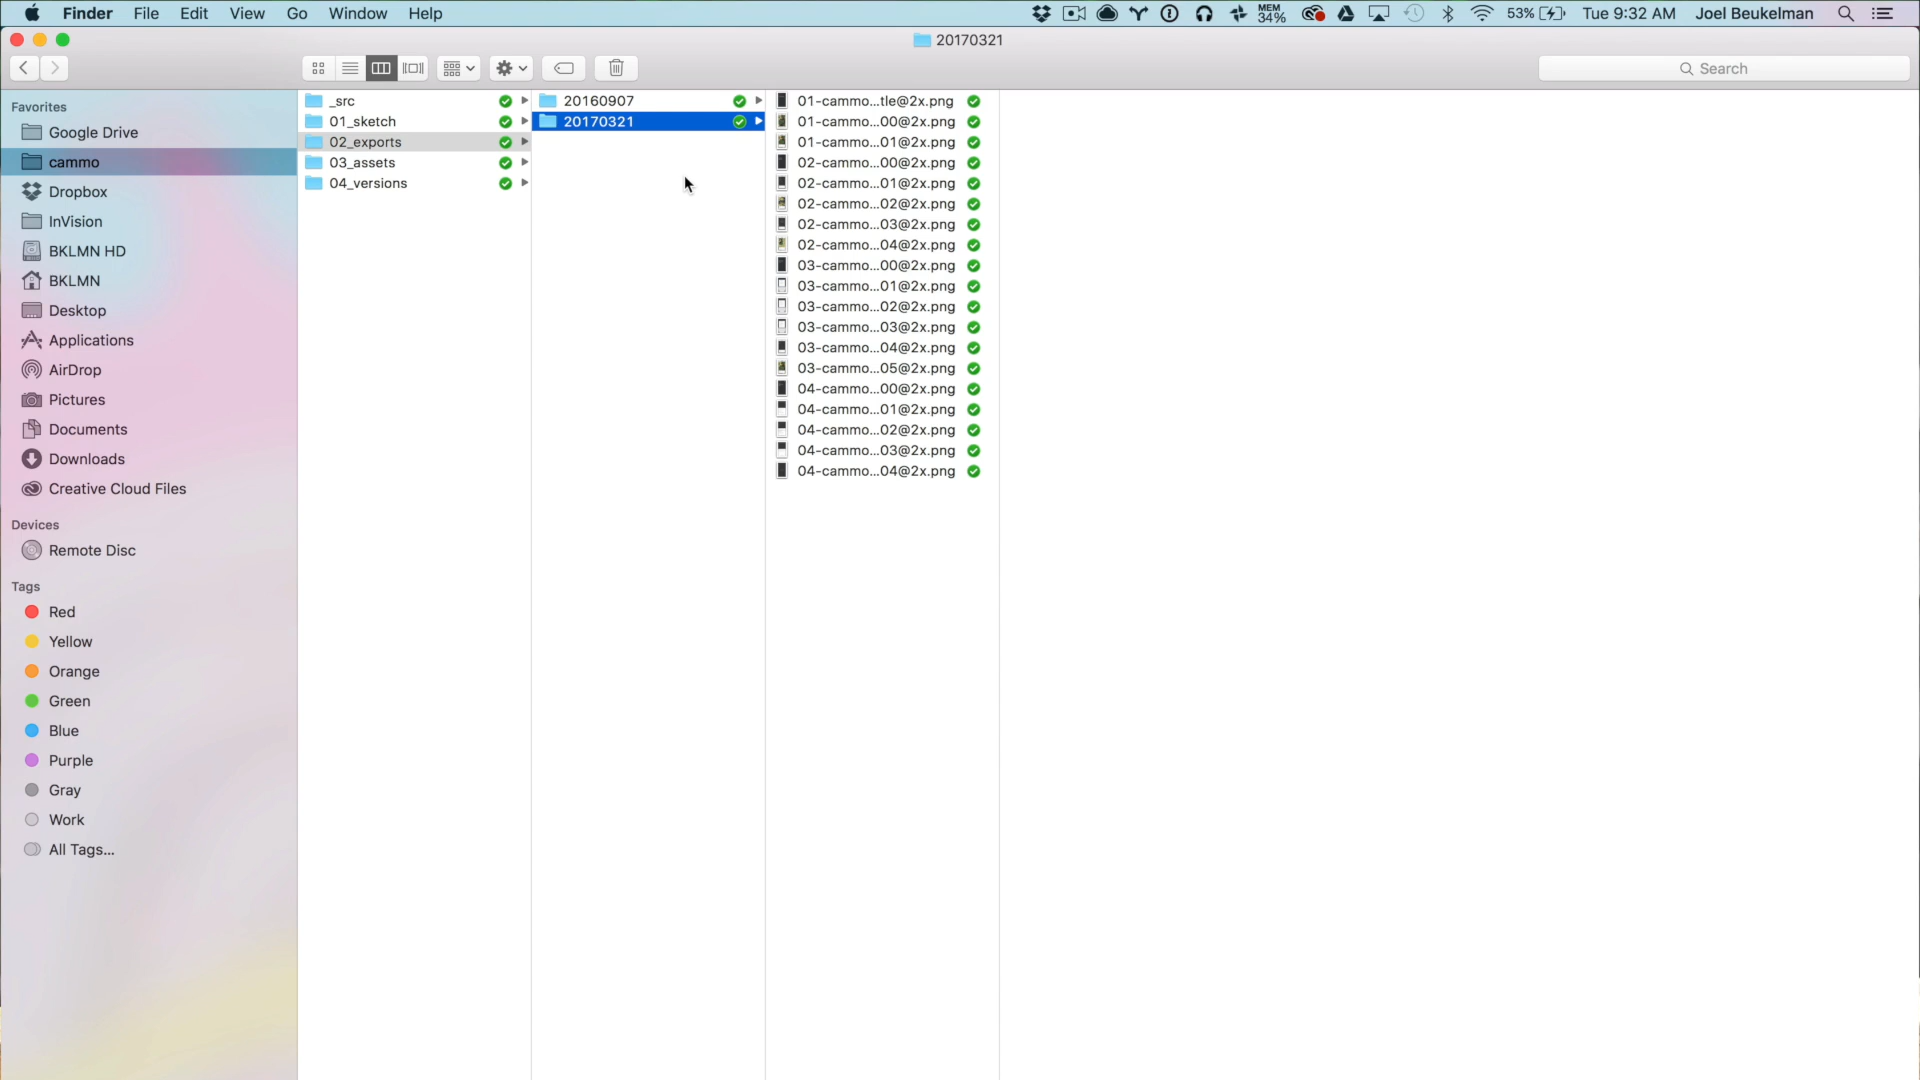 Finder File Edit View Go Window Help MEM 34% 53% Tue 9:32 AM Joel Beukelman
20170321
Search
Favorites
Google Drive
cammo
Dropbox
InVision
BKLMN HD
BKLMN
Desktop
Applications
AirDrop
Pictures
Documents
Downloads
Creative Cloud Files
Devices
Remote Disc
Tags
Red
Yellow
Orange
Green
Blue
Purple
Gray
Work
All Tags...
_src
01_sketch
02_exports
03_assets
04_versions
20160907
20170321
01-cammo...tle@2x.png
01-cammo...00@2x.png
01-cammo...01@2x.png
02-cammo...00@2x.png
02-cammo...01@2x.png
02-cammo...02@2x.png
02-cammo...03@2x.png
02-cammo...04@2x.png
03-cammo...00@2x.png
03-cammo...01@2x.png
03-cammo...02@2x.png
03-cammo...03@2x.png
03-cammo...04@2x.png
03-cammo...05@2x.png
04-cammo...00@2x.png
04-cammo...01@2x.png
04-cammo...02@2x.png
04-cammo...03@2x.png
04-cammo...04@2x.png